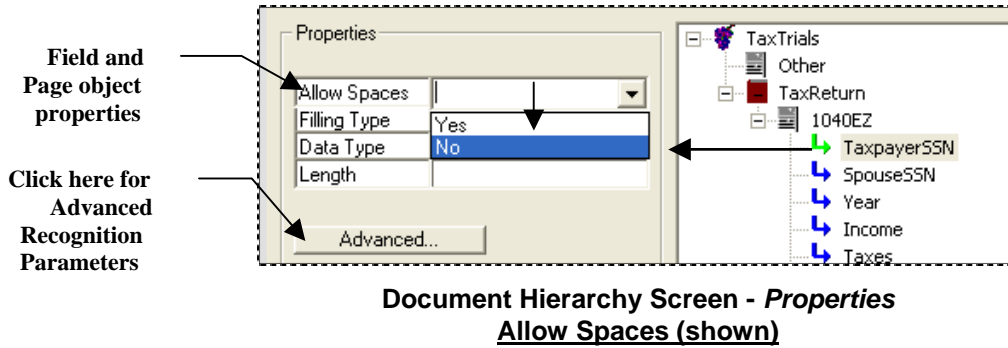 Field and
Page object
properties
Click here for
Advanced
Recognition
Parameters
Properties
Allow Spaces
Filling Type
Data Type
Length
Yes
No
Advanced...
TaxTrials
Other
TaxReturn
1040EZ
TaxpayerSSN
SpouseSSN
Year
Income
Taxes
Document Hierarchy Screen - Properties
Allow Spaces (shown)